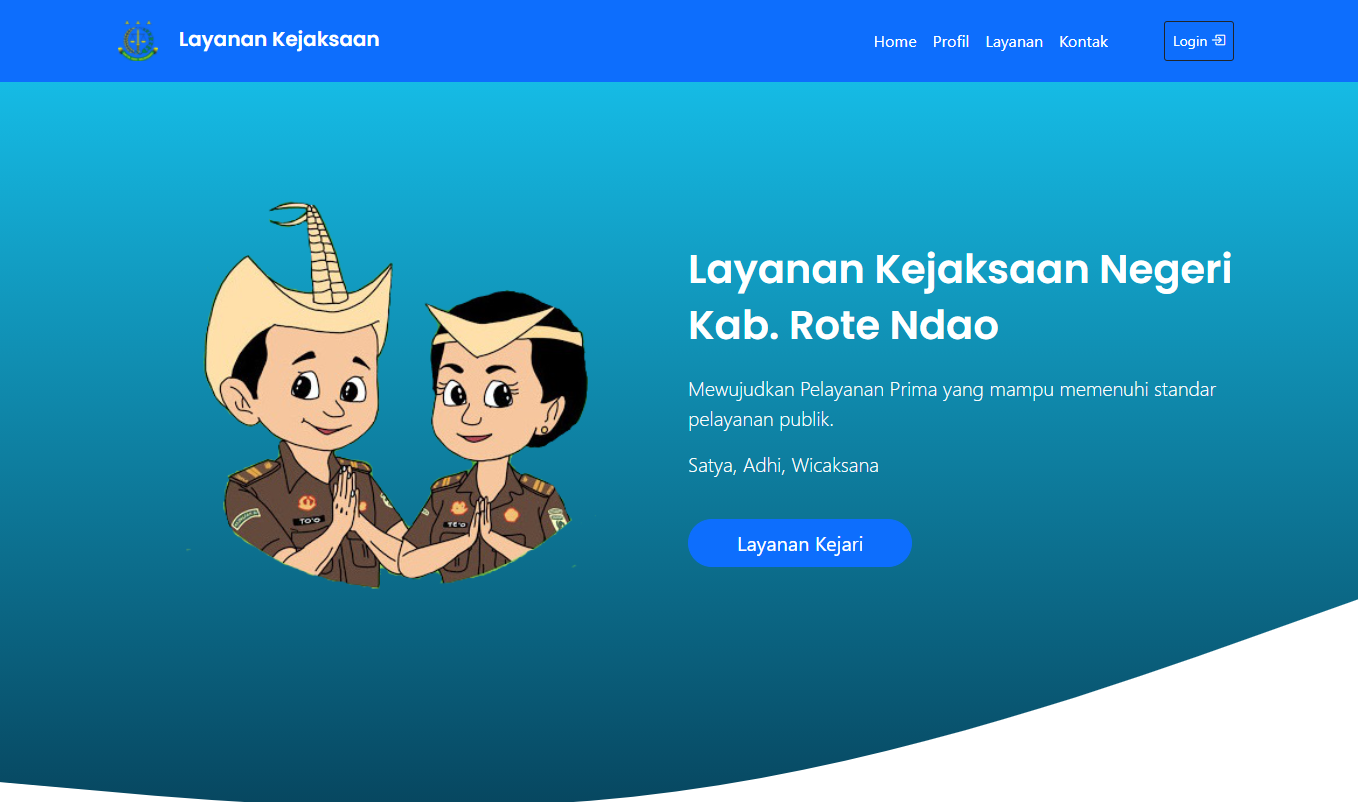 Layanan Kejaksaan
Home
Profil
Layanan
Kontak
Login
Layanan Kejaksaan Negeri
Kab. Rote Ndao
Mewujudkan Pelayanan Prima yang mampu memenuhi standar
pelayanan publik.
Satya, Adhi, Wicaksana
Layanan Kejari
TO'O
TE'O